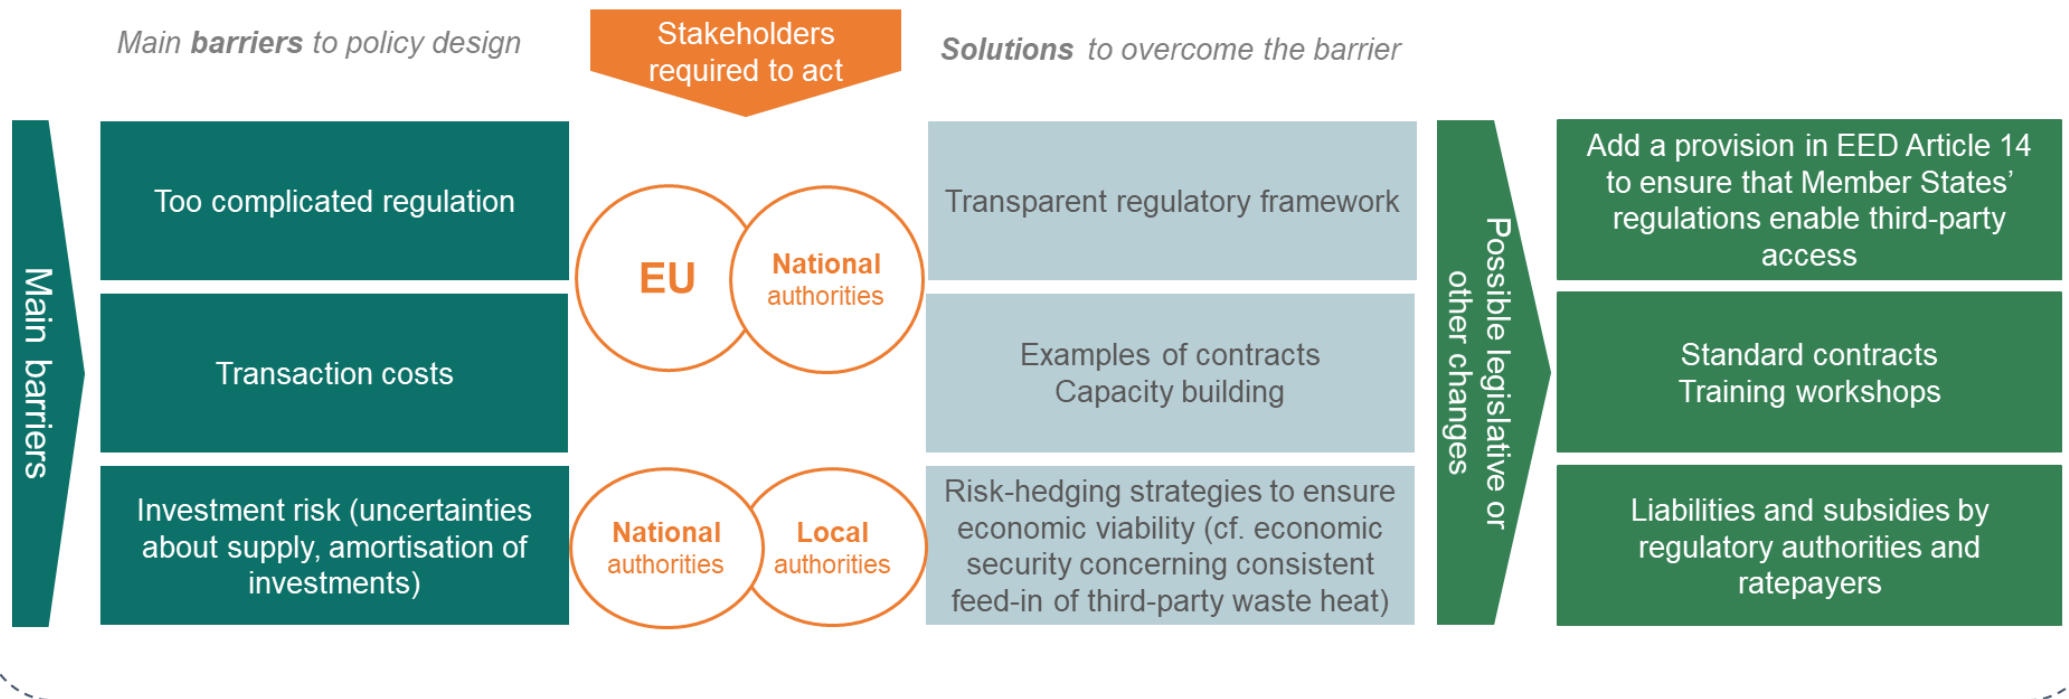 Main barriers to policy design
Stakeholders
required to act
Solutions to overcome the barrier
Main barriers
Too complicated regulation
Transaction costs
Investment risk (uncertainties
about supply, amortisation of
investments)
EU
National
authorities
National
authorities
Local
authorities
Transparent regulatory framework
Examples of contracts
Capacity building
Risk-hedging strategies to ensure
economic viability (cf. economic
security concerning consistent
feed-in of third-party waste heat)
Possible legislative or
other changes
Add a provision in EED Article 14
to ensure that Member States’
regulations enable third-party
access
Standard contracts
Training workshops
Liabilities and subsidies by
regulatory authorities and
ratepayers